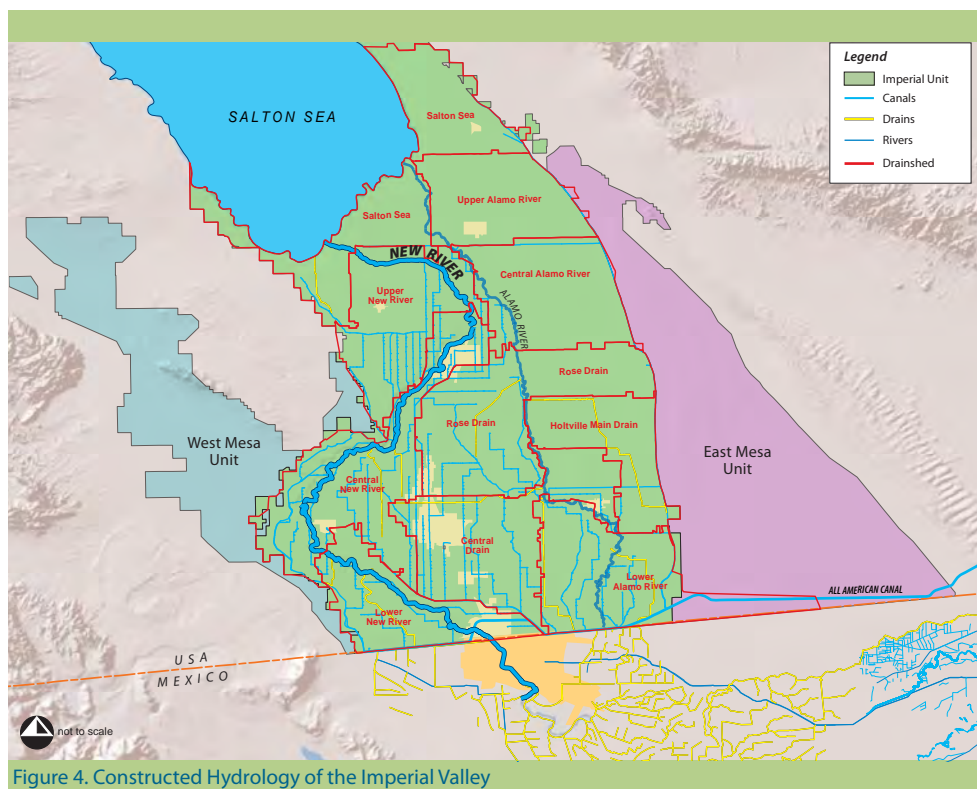 Legend
Imperial Unit
Canals
Drains
Rivers
Drainshed
SALTON SEA
Salton Sea
Upper Alamo River
Salton Sea
NEW RIVER
Central Alamo River
Upper
New River
ALAMO RIVER
Rose Drain
Rose Drain
Holtville Main Drain
West Mesa
Unit
East Mesa
Unit
Central
New River
Central
Drain
Lower
Alamo River
Lower
New River
ALL AMERICAN CANAL
USA
MEXICO
not to scale
Figure 4. Constructed Hydrology of the Imperial Valley